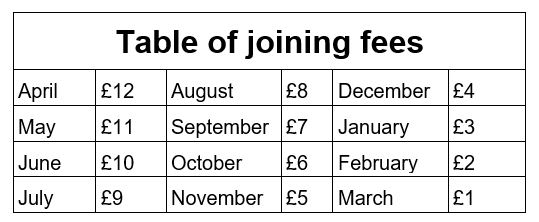 Table of joining fees
April £12 August £8 December £4
May £11 September £7 January £3
June £10 October £6 February £2
July £9 November £5 March £1